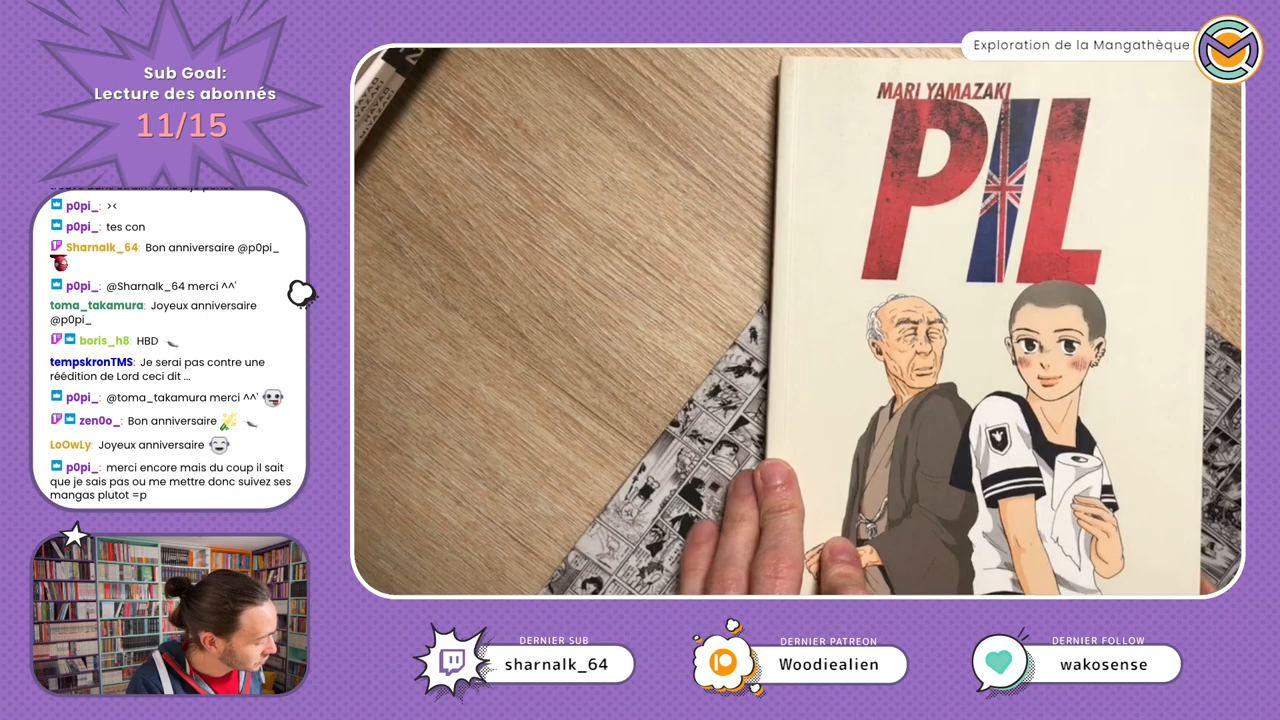 Sub Goal:
Lecture des abonnés
11/15
p0pi_: ><
p0pi_: tes con
Sharnalk_64: Bon anniversaire @p0pi_
p0pi_: @Sharnalk_64 merci ^^'
toma_takamura: Joyeux anniversaire
@p0pi_
boris_h8: HBD
tempskronTMS: Je serai pas contre une
réédition de Lord ceci dit ...
p0pi_: @toma_takamura merci ^^'
zen0o_: Bon anniversaire
LoOwLy: Joyeux anniversaire
p0pi_: merci encore mais du coup il sait
que je sais pas ou me mettre donc suivez ses
mangas plutot =p
Exploration de la Mangathèque
MARI YAMAZAKI
PIL
DERNIER SUB
sharnalk_64
DERNIER PATREON
Woodiealien
DERNIER FOLLOW
wakosense